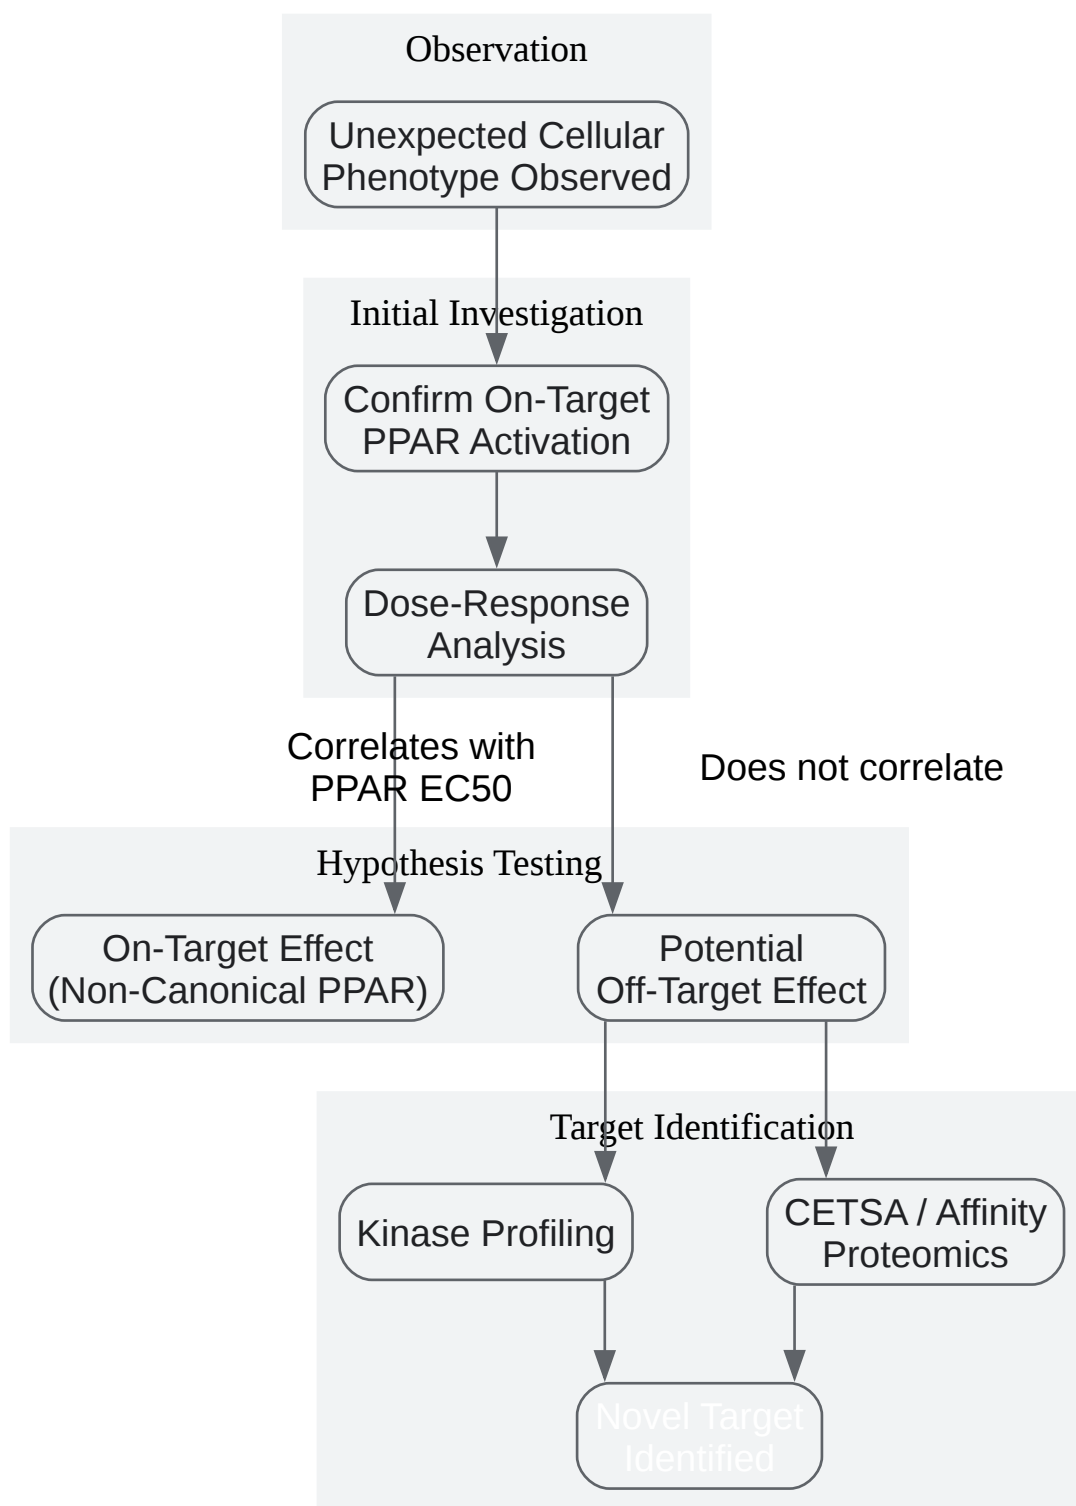 Observation
Unexpected Cellular
Phenotype Observed
Initial Investigation
Confirm On-Target
PPAR Activation
Dose-Response
Analysis
Correlates with
PPAR EC50
Does not correlate
Hypothesis Testing
On-Target Effect
(Non-Canonical PPAR)
Potential
Off-Target Effect
Target Identification
Kinase Profiling
CETSA / Affinity
Proteomics
Novel Target
Identified